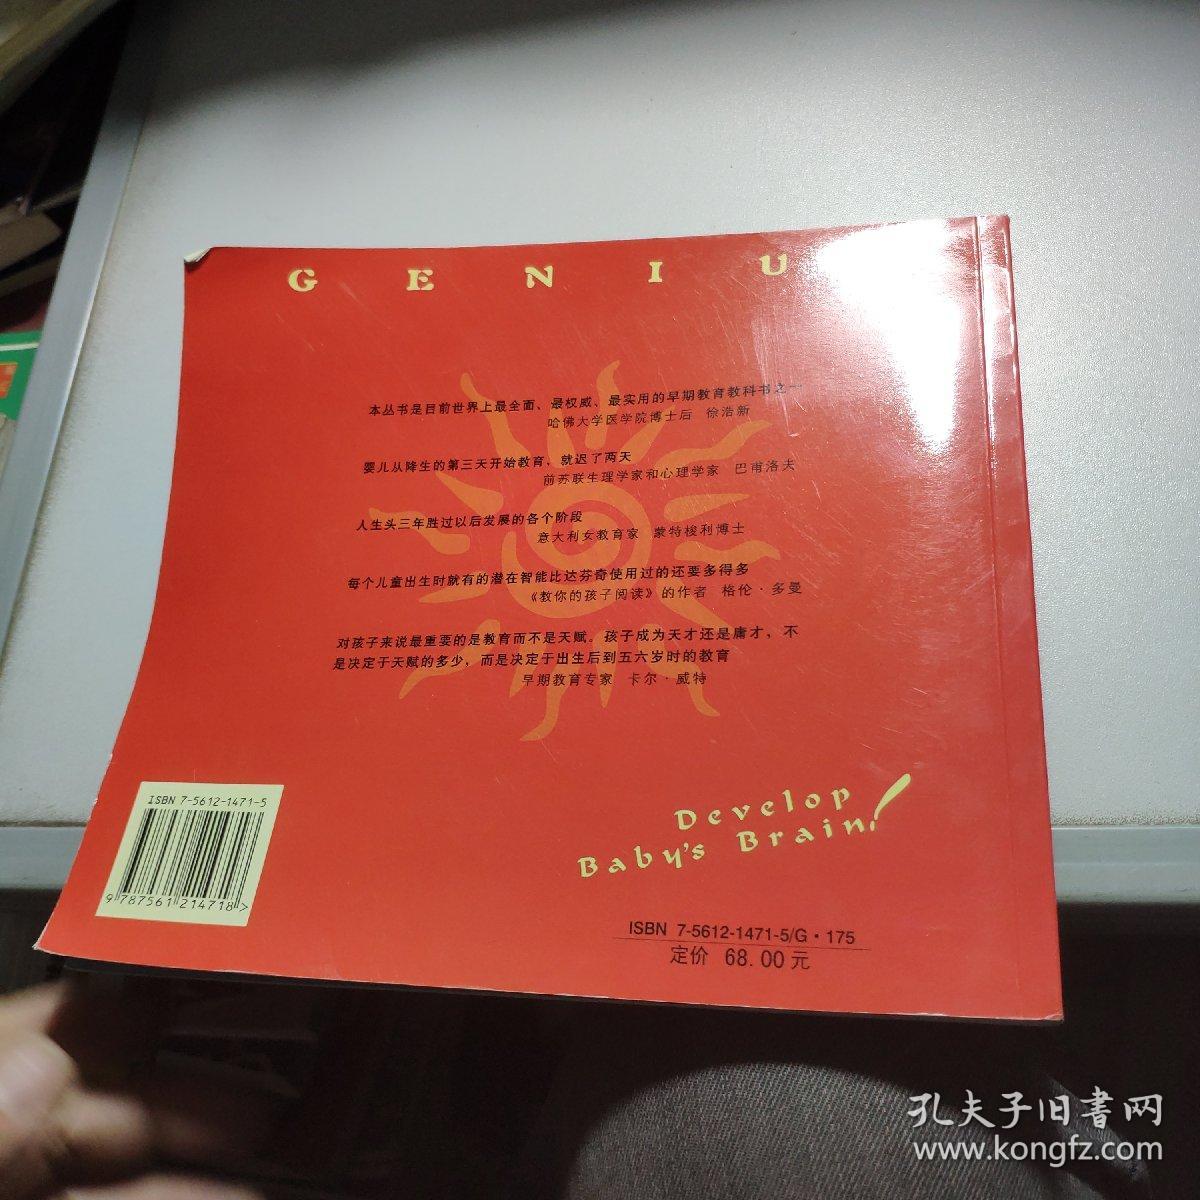 G E N I U
本丛书是目前世界上最全面、最权威、最实用的早期教育教科书之一
哈佛大学医学院博士后 徐浩新
婴儿从降生的第三天开始教育，就迟了两天
前苏联生理学家和心理学家 巴甫洛夫
人生头三年胜过以后发展的各个阶段
意大利女教育家 蒙特梭利博士
每个儿童出生时就有的潜在智能比达芬奇使用过的还要多得多
《教你的孩子阅读》的作者 格伦·多曼
对孩子来说最重要的是教育而不是天赋。孩子成为天才还是庸才，不
是决定于天赋的多少，而是决定于出生后到五六岁时的教育
早期教育专家 卡尔·威特
Develop
Baby's Brain!
ISBN 7-5612-1471-5
9 787561 214718 >
ISBN 7-5612-1471-5/G·175
定价 68.00元
孔夫子旧書网
www.kongfz.com